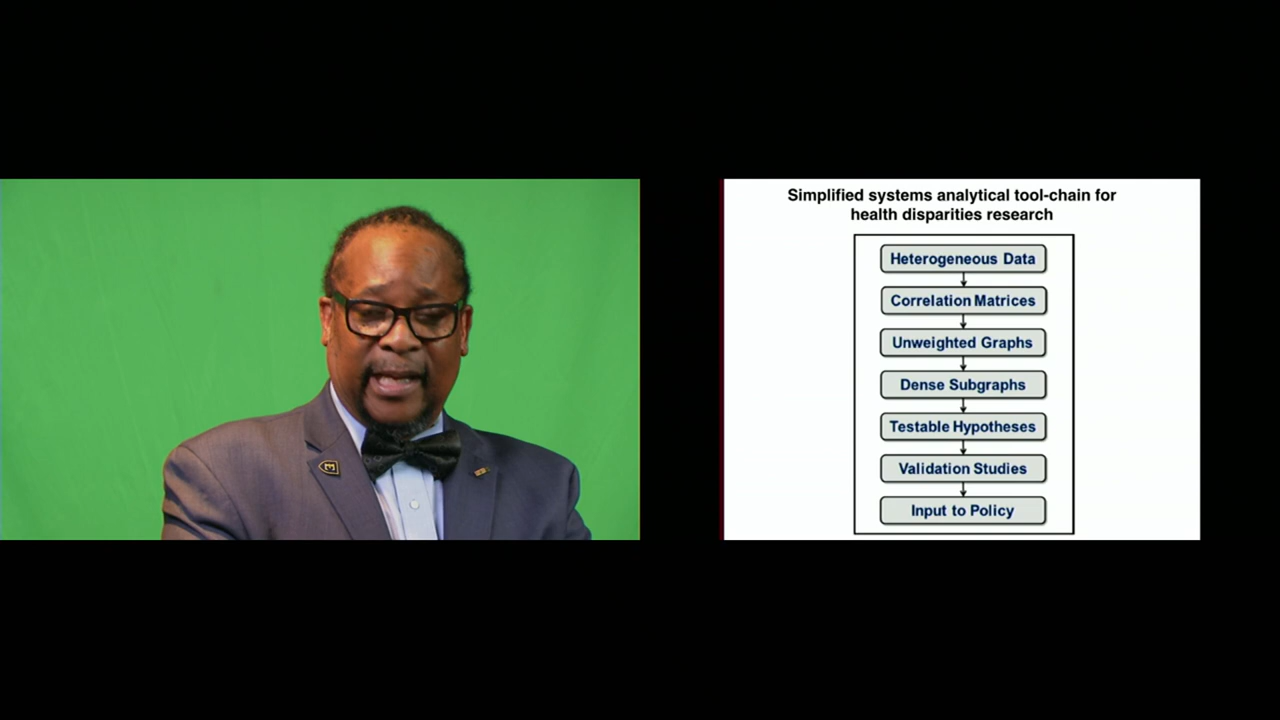 Simplified systems analytical tool-chain for
health disparities research
Heterogeneous Data
Correlation Matrices
Unweighted Graphs
Dense Subgraphs
Testable Hypotheses
Validation Studies
Input to Policy